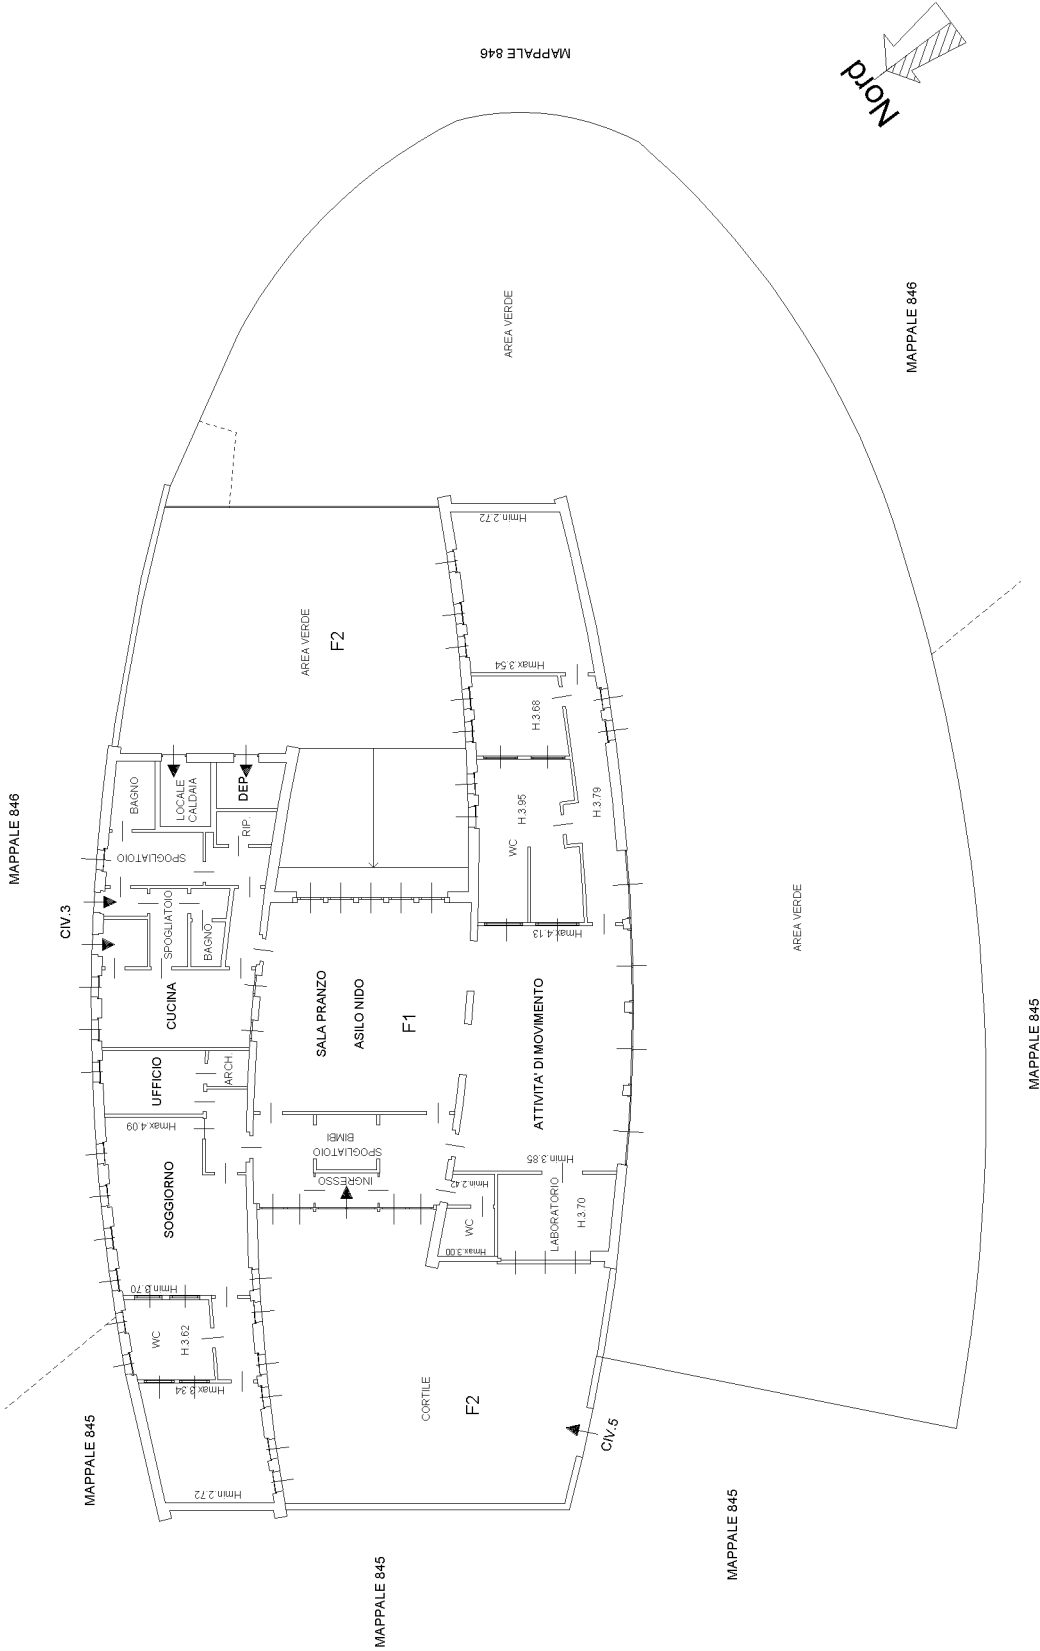 MAPPALE 846
Nord
AREA VERDE
MAPPALE 846
Hmin.2.72
AREA VERDE
F2
Hmax.3.54
H.3.68
BAGNO
LOCALE
CALDAIA
DEP.
RIP.
H.3.95
WC
H.3.79
MAPPALE 846
SPOGLIATOIO
CIV.3
SPOGLIATOIO
BAGNO
Hmax.4.13
AREA VERDE
CUCINA
SALA PRANZO
ASILO NIDO
F1
ATTIVITA' DI MOVIMENTO
MAPPALE 845
UFFICIO
ARCH.
Hmax.4.09
SPOGLIATOIO
BIMBI
INGRESSO
Hmin.3.85
Hmin.2.42
SOGGIORNO
WC
LABORATORIO
H.3.70
Hmax.3.00
Hmin.3.70
WC
H.3.62
Hmax.3.34
CORTILE
F2
CIV.5
MAPPALE 845
Hmin.2.72
MAPPALE 845
MAPPALE 845